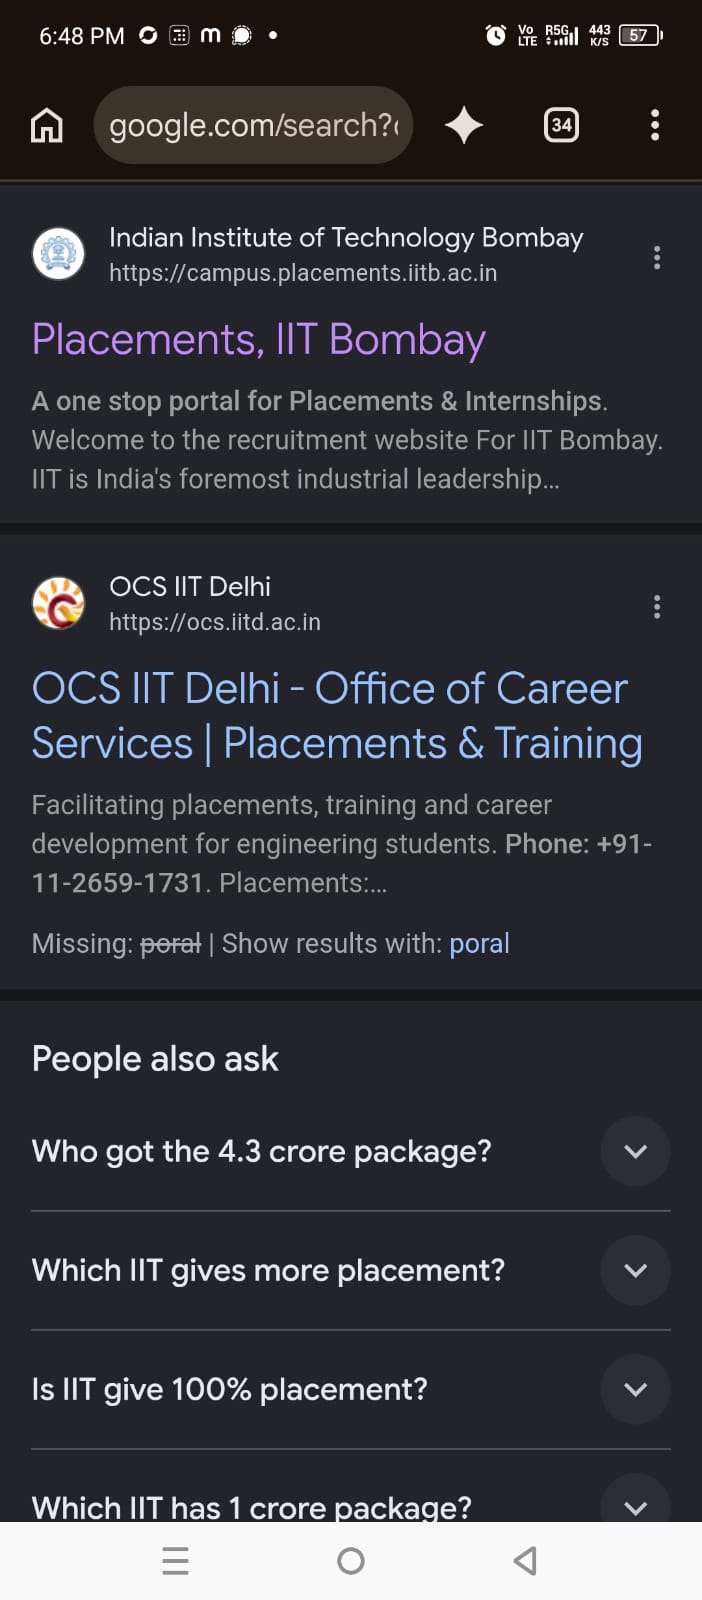 6:48 PM
Vo LTE R5G 443 K/S 57
google.com/search?
34
Indian Institute of Technology Bombay
https://campus.placements.iitb.ac.in
Placements, IIT Bombay
A one stop portal for Placements & Internships.
Welcome to the recruitment website For IIT Bombay.
IIT is India's foremost industrial leadership...
OCS IIT Delhi
https://ocs.iitd.ac.in
OCS IIT Delhi - Office of Career
Services | Placements & Training
Facilitating placements, training and career
development for engineering students. Phone: +91-
11-2659-1731. Placements:...
Missing: poral | Show results with: poral
People also ask
Who got the 4.3 crore package?
Which IIT gives more placement?
Is IIT give 100% placement?
Which IIT has 1 crore package?